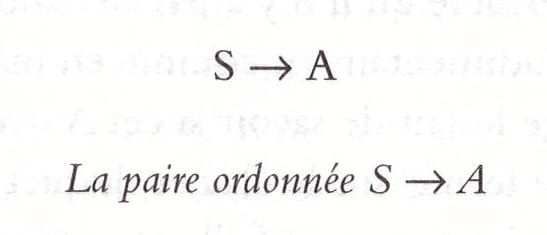 S → A
La paire ordonnée S → A